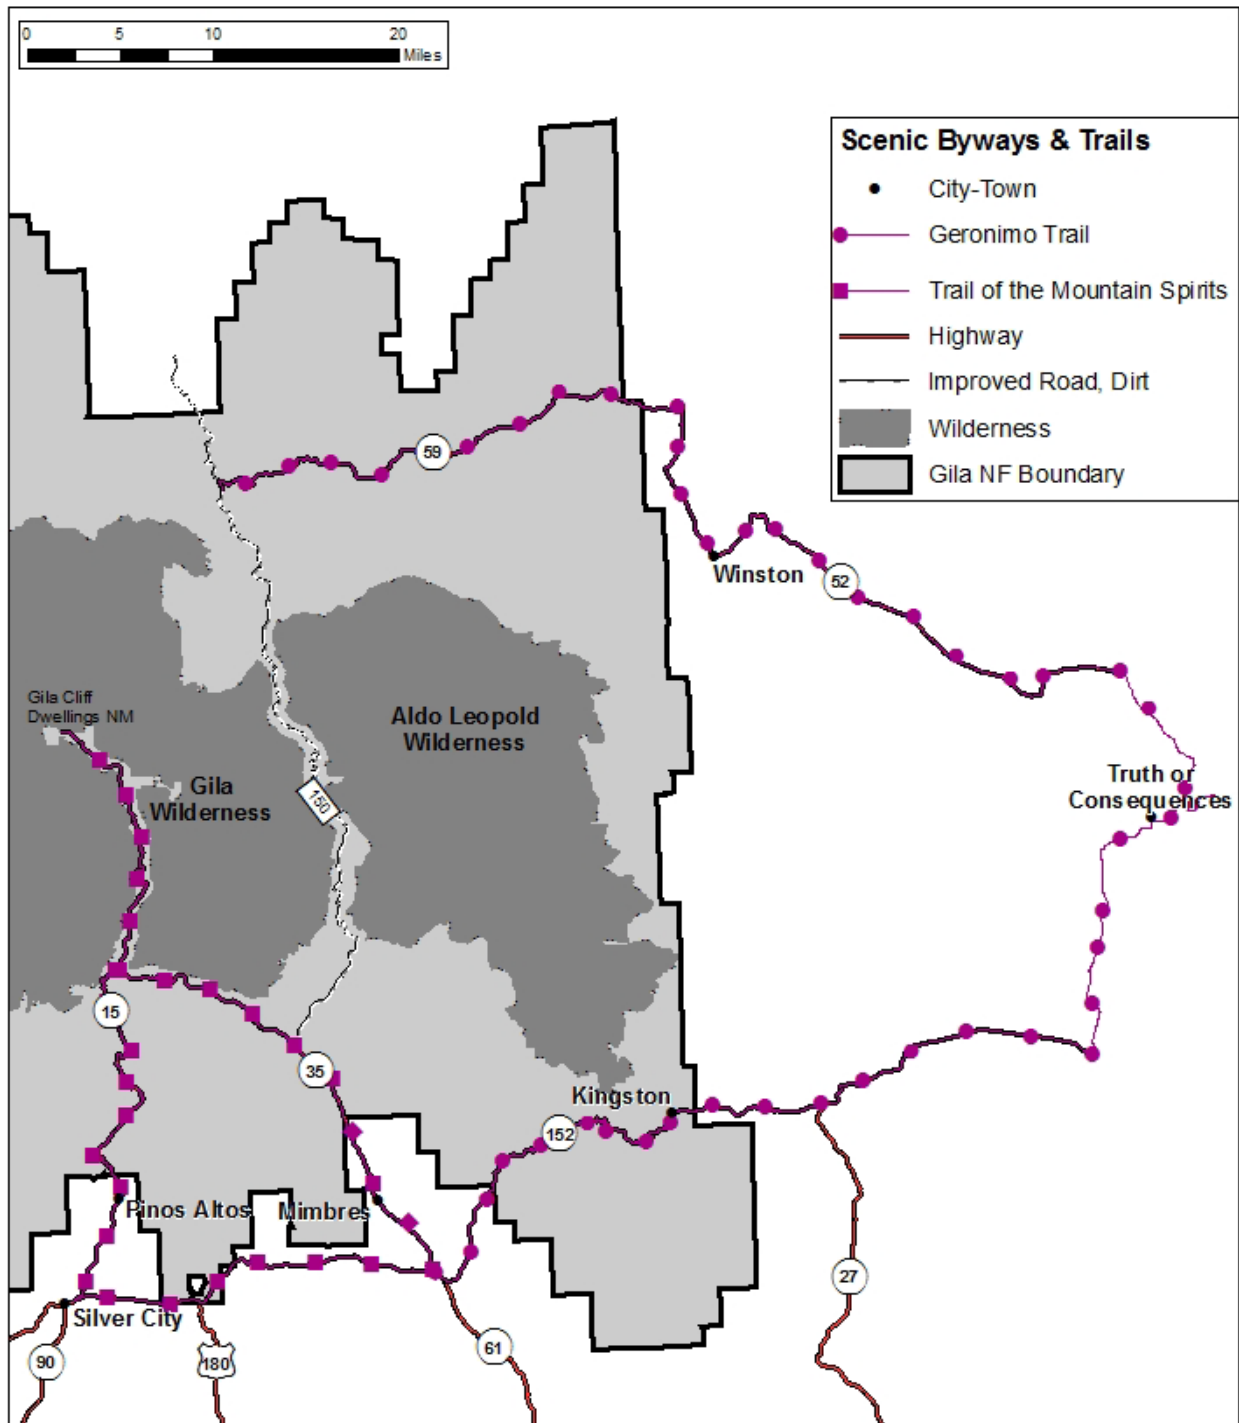 0 5 10 20
Miles
Scenic Byways & Trails
City-Town
Geronimo Trail
Trail of the Mountain Spirits
Highway
Improved Road, Dirt
Wilderness
Gila NF Boundary
59
Winston
52
Gila Cliff
Dwellings NM
Aldo Leopold
Wilderness
Gila
Wilderness
150
Truth or
Consequences
15
35
Kingston
152
Pinos Altos
Mimbres
27
Silver City
61
90
180